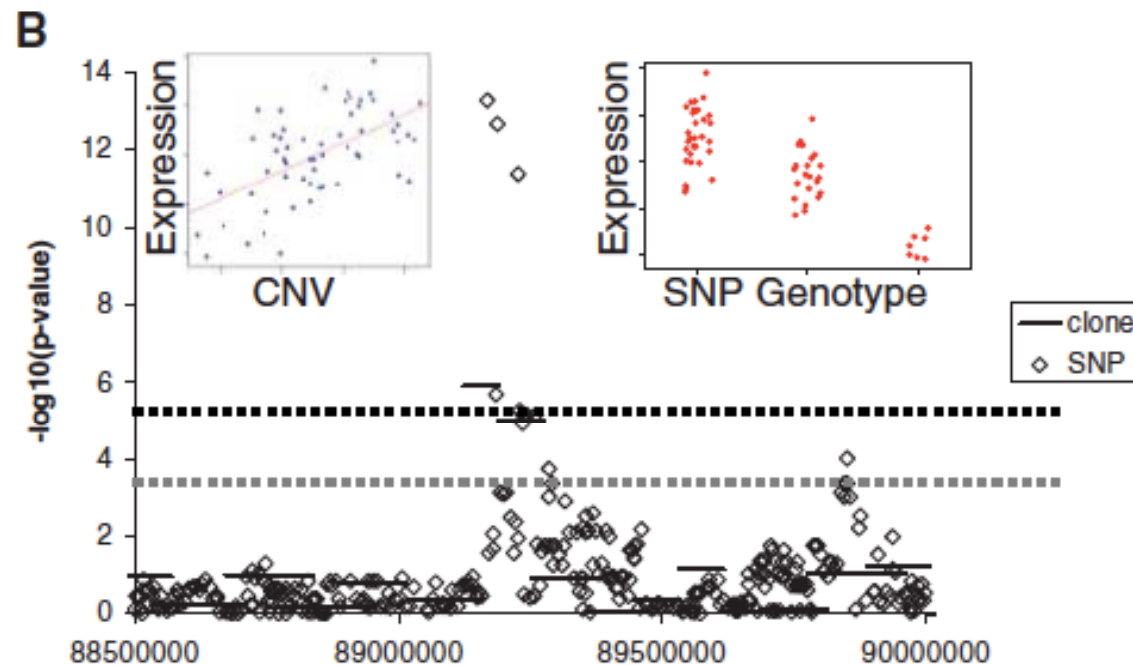 B
14
12
10
8
6
4
2
0
-log10(p-value)
Expression
CNV
Expression
SNP Genotype
clone
SNP
88500000 89000000 89500000 90000000